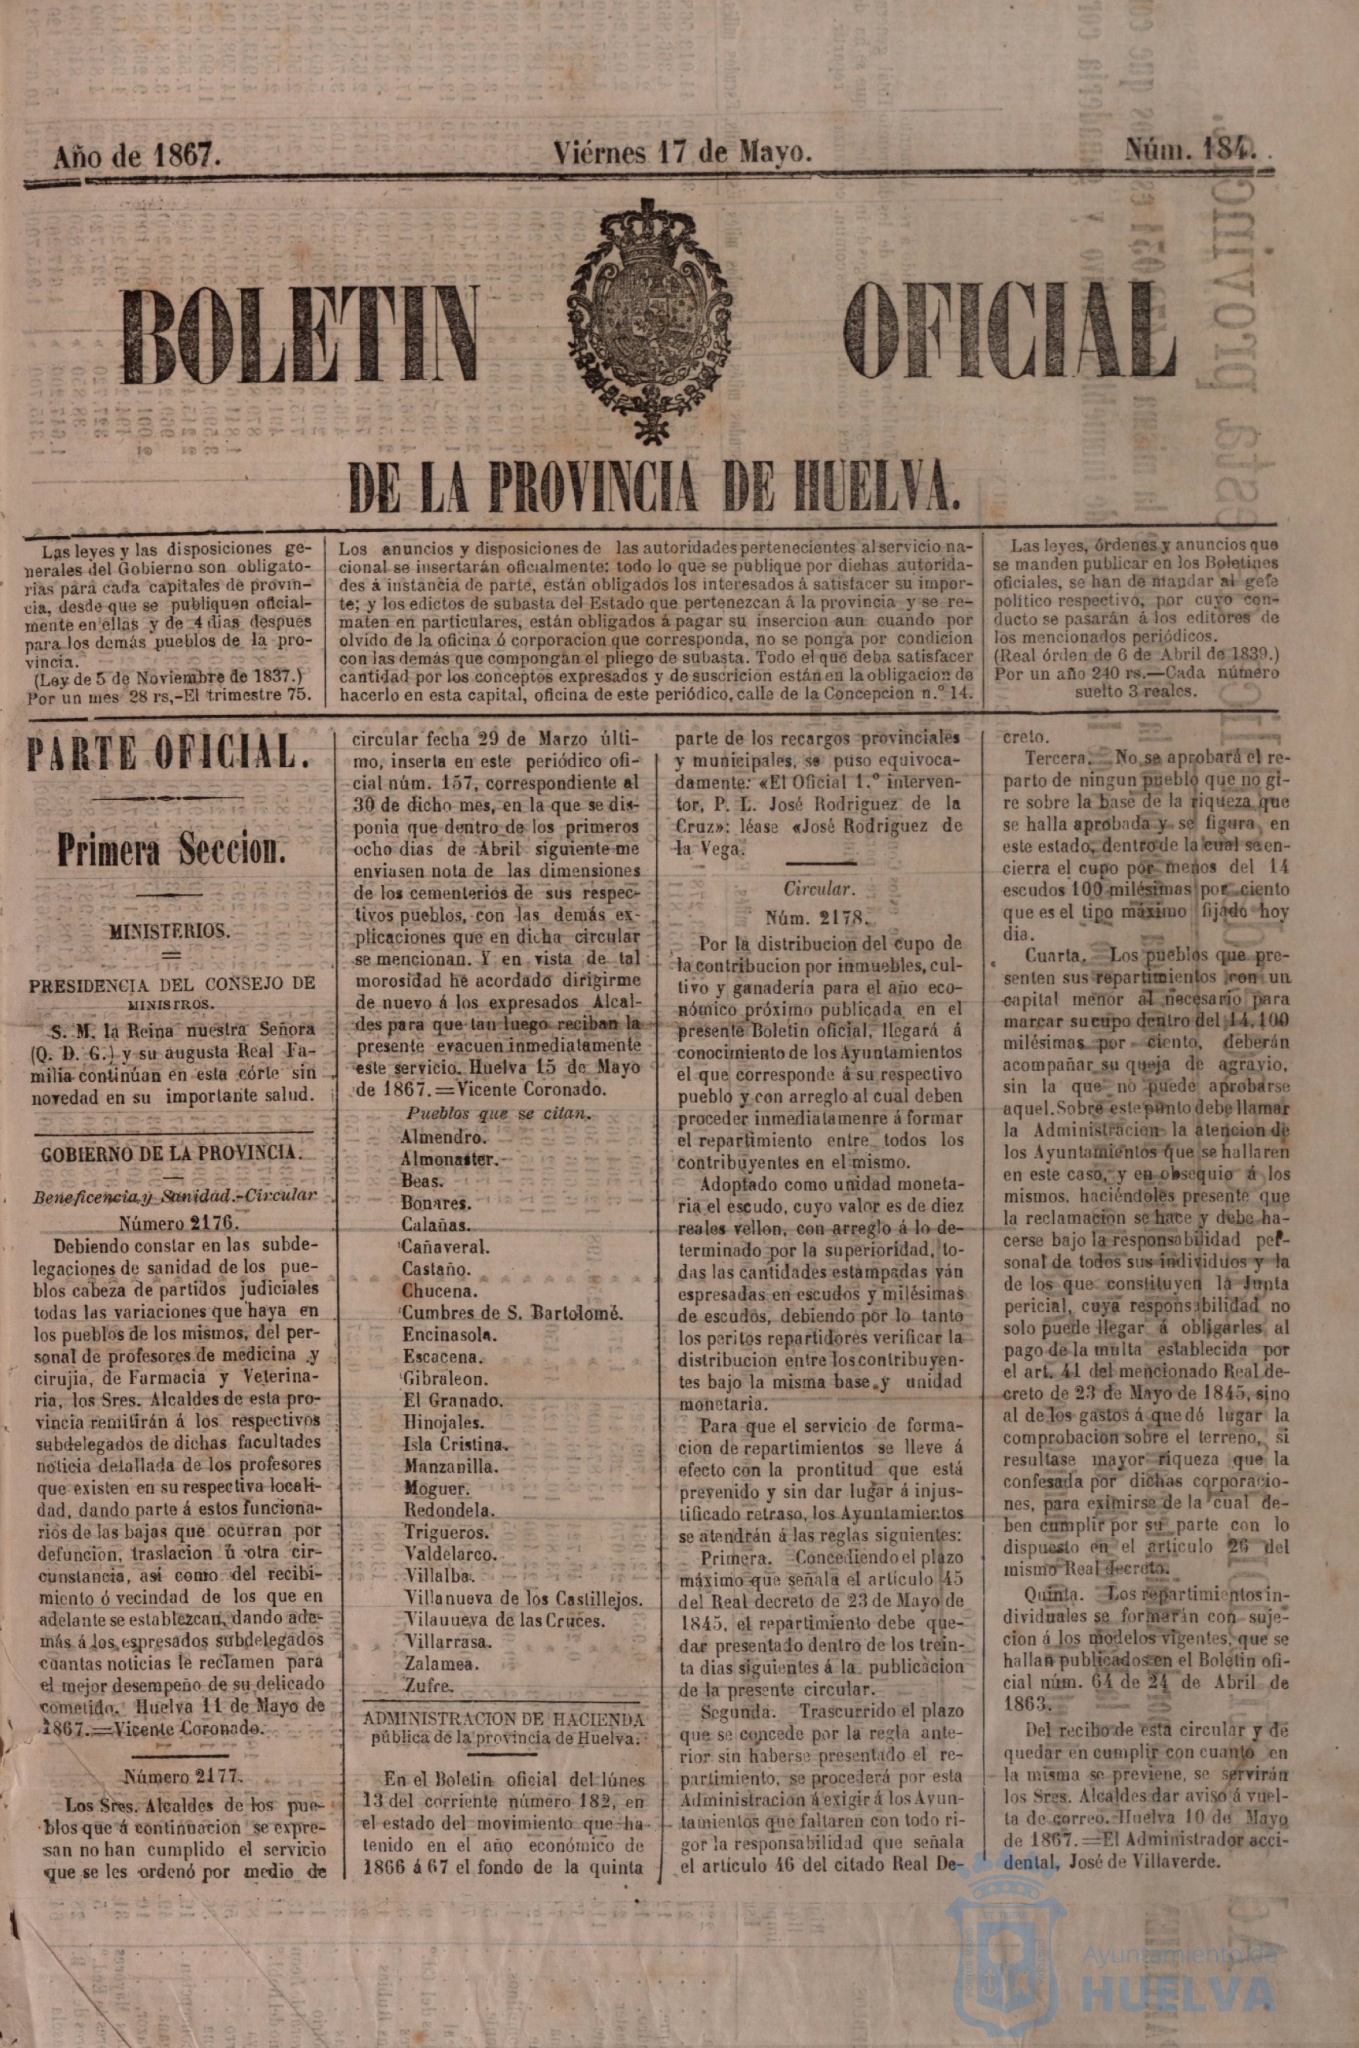 Año de 1867.
Viérnes 17 de Mayo.
Núm. 184.
BOLETIN OFICIAL
DE LA PROVINCIA DE HUELVA.
Las leyes y las disposiciones ge-
nerales del Gobierno son obligato-
rias para cada capitales de provin-
cia, desde que se publiquen oficial-
mente en ellas y de 4 dias después
para los demás pueblos de la pro-
vincia.
(Ley de 5 de Noviembre de 1837.)
Por un mes 28 rs,-El trimestre 75.
Los anuncios y disposiciones de las autoridades pertenecientes al servicio na-
cional se insertarán oficialmente: todo lo que se publique por dichas autorida-
des á instancia de parte, están obligados los interesados á satisfacer su impor-
te; y los edictos de subasta del Estado que pertenezcan á la provincia y se re-
maten en particulares, están obligados á pagar su insercion aun cuando por
olvido de la oficina ó corporacion que corresponda, no se ponga por condicion
con las demás que compongan el pliego de subasta. Todo el que deba satisfacer
cantidad por los conceptos expresados y de suscricion están en la obligacion de
hacerlo en esta capital, oficina de este periódico, calle de la Concepcion n.° 14.
Las leyes, órdenes y anuncios que
se manden publicar en los Boletines
oficiales, se han de mandar al gefe
político respectivo, por cuyo con-
ducto se pasarán á los editores de
los mencionados periódicos.
(Real órden de 6 de Abril de 1839.)
Por un año 240 rs.—Cada número
suelto 3 reales.
PARTE OFICIAL.
Primera Seccion.
MINISTERIOS.
PRESIDENCIA DEL CONSEJO DE
MINISTROS.
S. M. la Reina nuestra Señora
(Q. D. G.) y su augusta Real Fa-
milia continúan en esta córte sin
novedad en su importante salud.
GOBIERNO DE LA PROVINCIA.
Beneficencia y Sanidad.-Circular
Número 2176.
Debiendo constar en las subde-
legaciones de sanidad de los pue-
blos cabeza de partidos judiciales
todas las variaciones que haya en
los pueblos de los mismos, del per-
sonal de profesores de medicina y
cirujia, de Farmacia y Veterina-
ria, los Sres. Alcaldes de esta pro-
vincia remitirán á los respectivos
subdelegados de dichas facultades
noticia detallada de los profesores
que existen en su respectiva locali-
dad, dando parte á estos funciona-
rios de las bajas que ocurran por
defuncion, traslacion ú otra cir-
cunstancia, asi como del recibi-
miento ó vecindad de los que en
adelante se establezcan, dando ade-
más á los espresados subdelegados
cuantas noticias le reclamen para
el mejor desempeño de su delicado
cometido. Huelva 11 de Mayo de
1867.—Vicente Coronado.
Número 2177.
Los Sres. Alcaldes de los pue-
blos que á continuacion se expre-
san no han cumplido el servicio
que se les ordenó por medio de
circular fecha 29 de Marzo últi-
mo, inserta en este periódico ofi-
cial núm. 157, correspondiente al
30 de dicho mes, en la que se dis-
ponia que dentro de los primeros
ocho dias de Abril siguiente me
enviasen nota de las dimensiones
de los cementerios de sus respec-
tivos pueblos, con las demás ex-
plicaciones que en dicha circular
se mencionan. Y en vista de tal
morosidad he acordado dirigirme
de nuevo á los expresados Alcal-
des para que tan luego reciban la
presente evacuen inmediatamente
este servicio. Huelva 15 de Mayo
de 1867.—Vicente Coronado.
Pueblos que se citan.
Almendro.
Almonaster.
Beas.
Bonares.
Calañas.
Cañaveral.
Castaño.
Chucena.
Cumbres de S. Bartolomé.
Encinasola.
Escacena.
Gibraleon.
El Granado.
Hinojales.
Isla Cristina.
Manzanilla.
Moguer.
Redondela.
Trigueros.
Valdelarco.
Villalba.
Villanueva de los Castillejos.
Vilanueva de las Cruces.
Villarrasa.
Zalamea.
Zufre.
ADMINISTRACION DE HACIENDA
pública de la provincia de Huelva.
En el Boletin oficial del lúnes
13 del corriente número 182, en
el estado del movimiento que ha
tenido en el año económico de
1866 á 67 el fondo de la quinta
parte de los recargos provinciales
y municipales, se puso equivoca-
damente: «El Oficial 1.° interven-
tor, P. L. José Rodriguez de la
Cruz»: léase «José Rodriguez de
la Vega.
Circular.
Núm. 2178.
Por la distribucion del cupo de
la contribucion por inmuebles, cul-
tivo y ganadería para el año eco-
nómico próximo publicada en el
presente Boletin oficial, llegará á
conocimiento de los Ayuntamientos
el que corresponde á su respectivo
pueblo y con arreglo al cual deben
proceder inmediatamenre á formar
el repartimiento entre todos los
contribuyentes en el mismo.
Adoptado como unidad moneta-
ria el escudo, cuyo valor es de diez
reales vellon, con arreglo á lo de-
terminado por la superioridad, to-
das las cantidades estampadas ván
espresadas en escudos y milésimas
de escudos, debiendo por lo tanto
los peritos repartidores verificar la
distribucion entre los contribuyen-
tes bajo la misma base y unidad
monetaria.
Para que el servicio de forma-
cion de repartimientos se lleve á
efecto con la prontitud que está
prevenido y sin dar lugar á injus-
tificado retraso, los Ayuntamientos
se atendrán á las reglas siguientes:
Primera. Concediendo el plazo
máximo que señala el artículo 45
del Real decreto de 23 de Mayo de
1845, el repartimiento debe que-
dar presentado dentro de los trein-
ta dias siguientes á la publicacion
de la presente circular.
Segunda. Trascurrido el plazo
que se concede por la regla ante-
rior sin haberse presentado el re-
partimiento, se procederá por esta
Administracion á exigir á los Ayun-
tamientos que faltaren con todo ri-
gor la responsabilidad que señala
el artículo 46 del citado Real De-
creto.
Tercera. No se aprobará el re-
parto de ningun pueblo que no gi-
re sobre la base de la riqueza que
se halla aprobada y se figura, en
este estado, dentro de la cual se en-
cierra el cupo por menos del 14
escudos 100 milésimas por ciento
que es el tipo máximo fijado hoy
dia.
Cuarta. Los pueblos que pre-
senten sus repartimientos con un
capital menor al necesario para
marcar su cupo dentro del 14,100
milésimas por ciento, deberán
acompañar su queja de agravio,
sin la que no puede aprobarse
aquel. Sobre este punto debe llamar
la Administracion la atencion de
los Ayuntamientos que se hallaren
en este caso, y en obsequio á los
mismos, haciéndoles presente que
la reclamacion se hace y debe ha-
cerse bajo la responsabilidad per-
sonal de todos sus individuos y la
de los que constituyen la Junta
pericial, cuya responsabilidad no
solo puede llegar á obligarles al
pago de la multa establecida por
el art. 41 del mencionado Real de-
creto de 23 de Mayo de 1845, sino
al de los gastos á que dé lugar la
comprobacion sobre el terreno, si
resultase mayor riqueza que la
confesada por dichas corporacio-
nes, para eximirse de la cual de-
ben cumplir por su parte con lo
dispuesto en el artículo 26 del
mismo Real decreto.
Quinta. Los repartimientos in-
dividuales se formarán con suje-
cion á los modelos vigentes, que se
hallan publicados en el Boletin ofi-
cial núm. 64 de 24 de Abril de
1863.
Del recibo de esta circular y de
quedar en cumplir con cuanto en
la misma se previene, se servirán
los Sres. Alcaldes dar aviso á vuel-
ta de correo. Huelva 10 de Mayo
de 1867.—El Administrador acci-
dental, José de Villaverde.
Ayuntamiento de
HUELVA